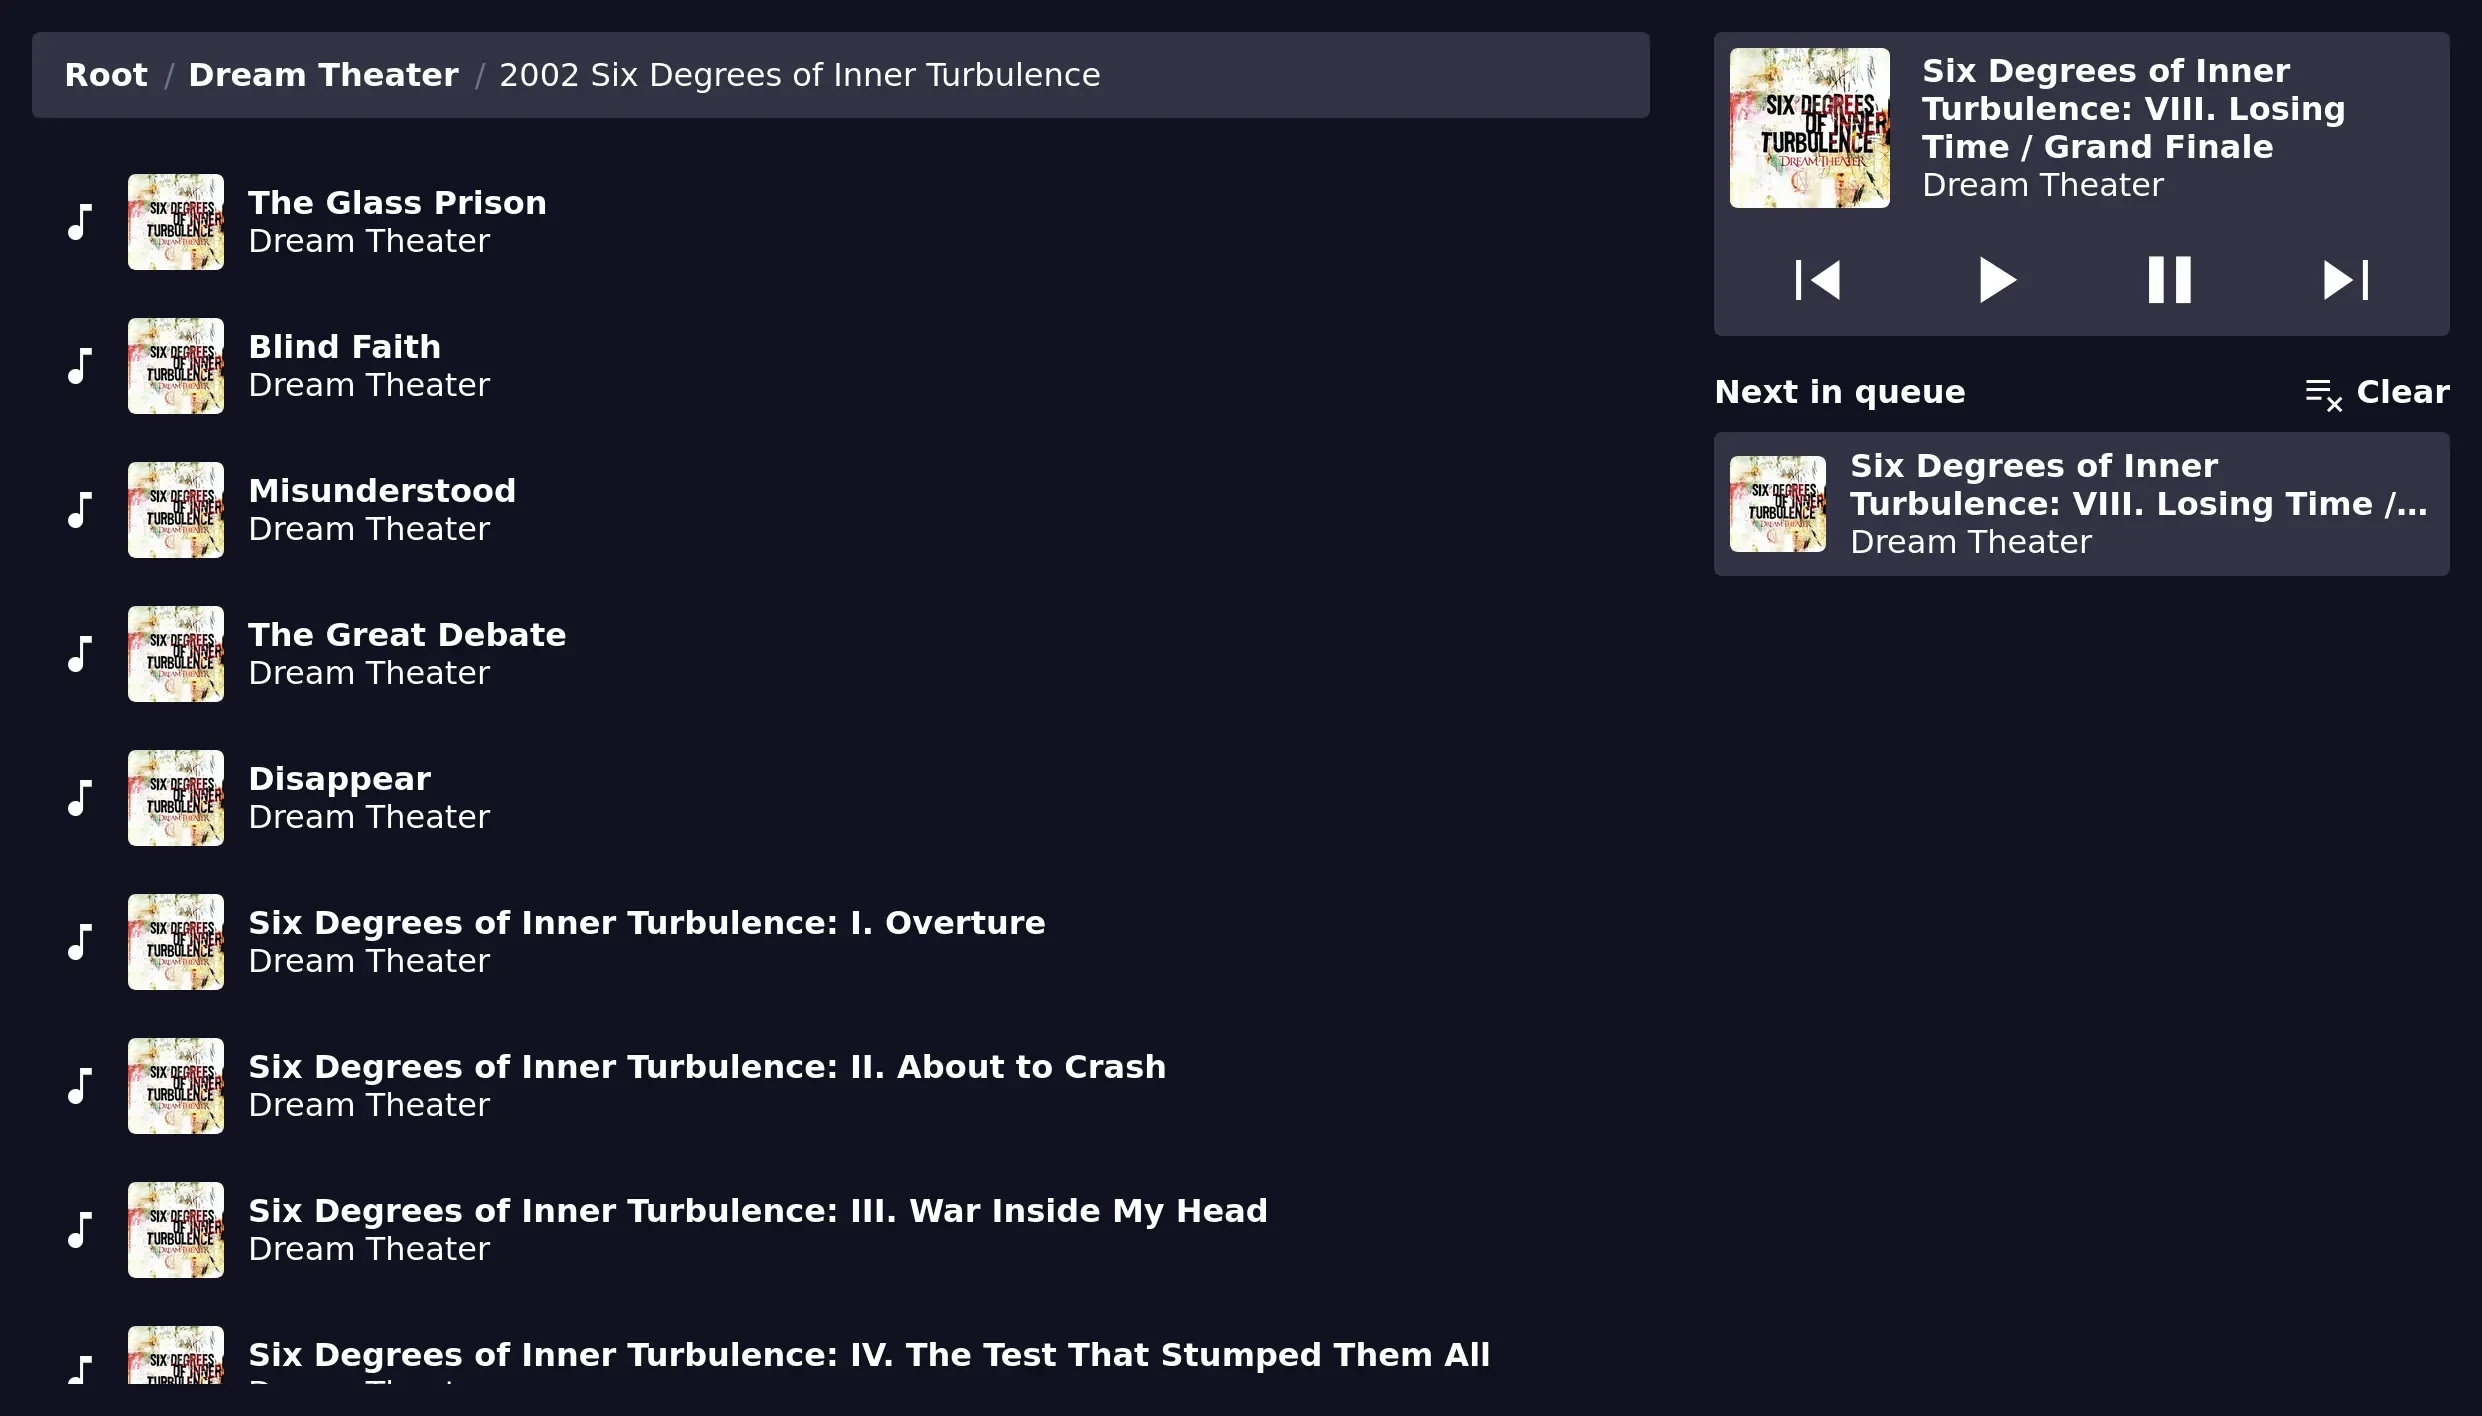 Root / Dream Theater / 2002 Six Degrees of Inner Turbulence
The Glass Prison
Dream Theater
Blind Faith
Dream Theater
Misunderstood
Dream Theater
The Great Debate
Dream Theater
Disappear
Dream Theater
Six Degrees of Inner Turbulence: I. Overture
Dream Theater
Six Degrees of Inner Turbulence: II. About to Crash
Dream Theater
Six Degrees of Inner Turbulence: III. War Inside My Head
Dream Theater
Six Degrees of Inner Turbulence: IV. The Test That Stumped Them All
SIX DEGREES
OF INNER
TURBULENCE
DREAM THEATER
Six Degrees of Inner
Turbulence: VIII. Losing
Time / Grand Finale
Dream Theater
Next in queue
Clear
SIX DEGREES
OF INNER
TURBULENCE
DREAM THEATER
Six Degrees of Inner
Turbulence: VIII. Losing Time /...
Dream Theater